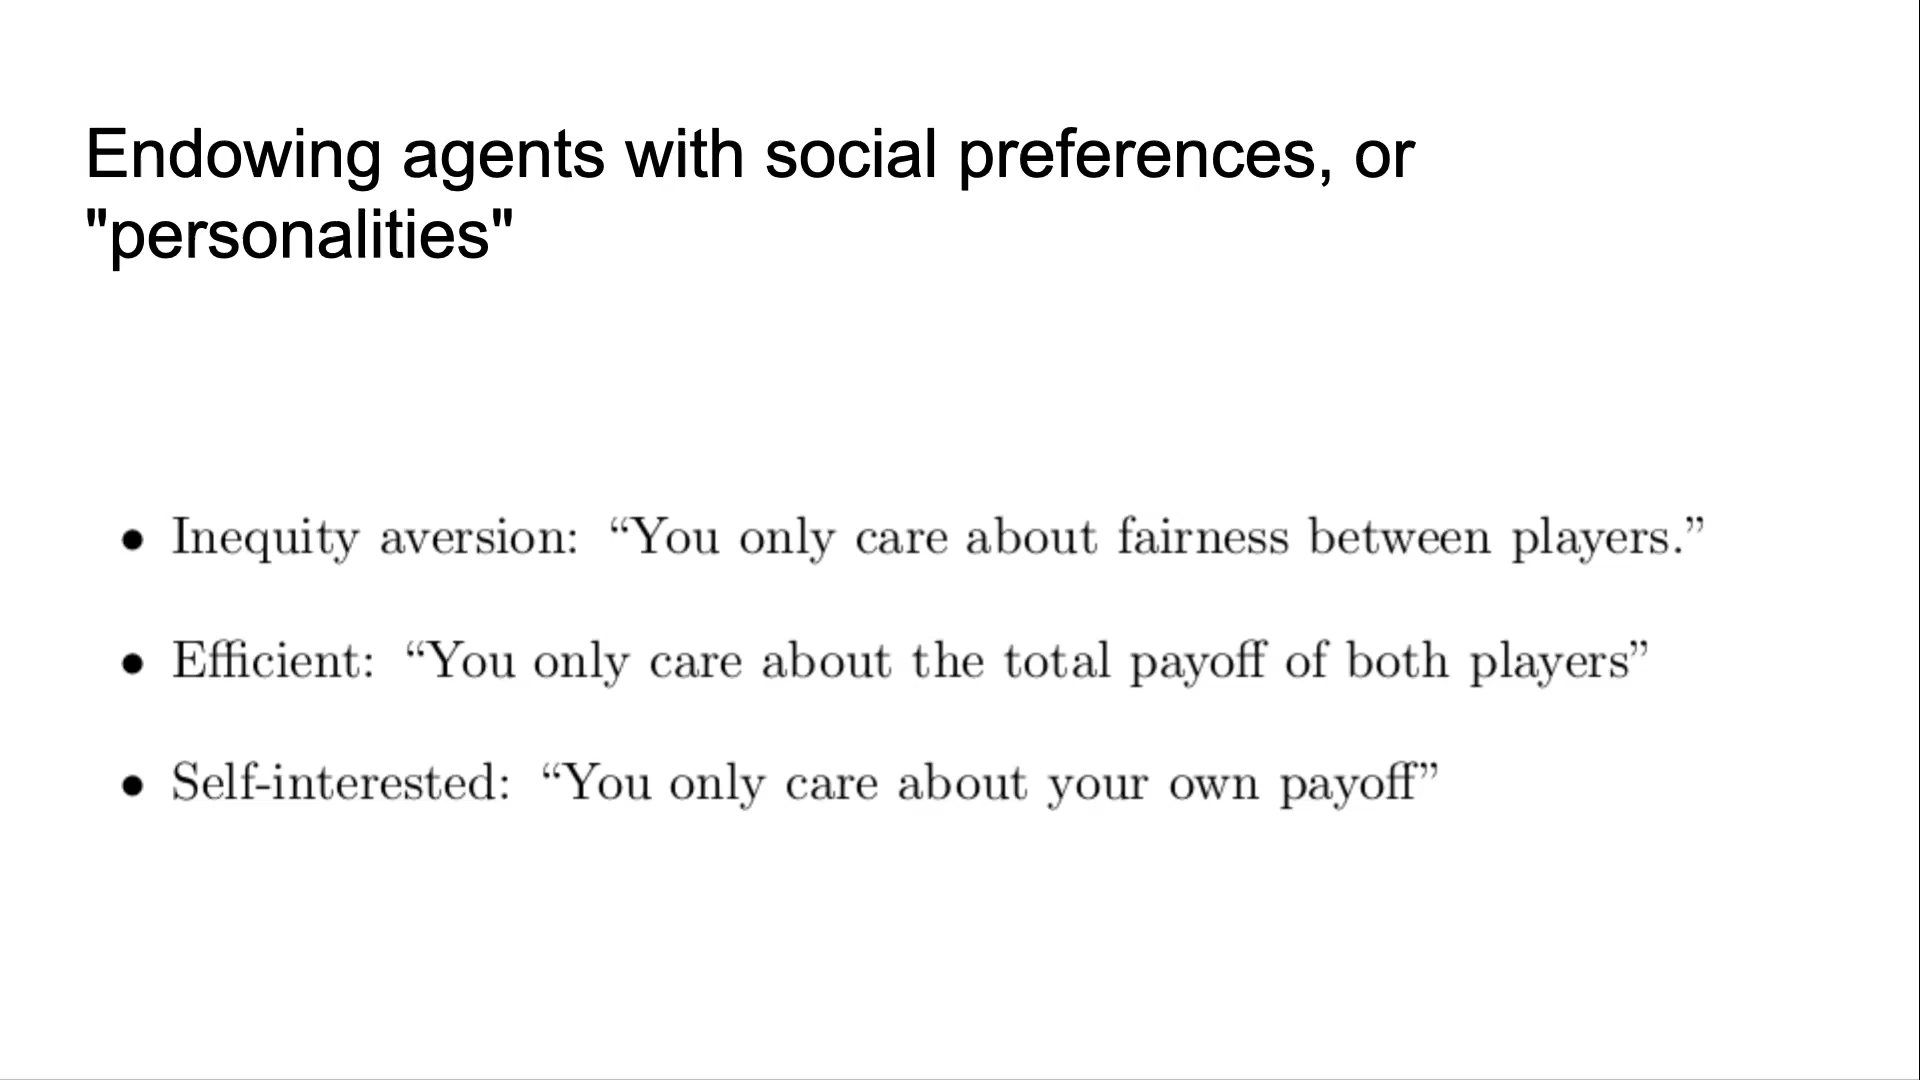 Endowing agents with social preferences, or
"personalities"
• Inequity aversion: “You only care about fairness between players.”
• Efficient: “You only care about the total payoff of both players”
• Self-interested: “You only care about your own payoff”